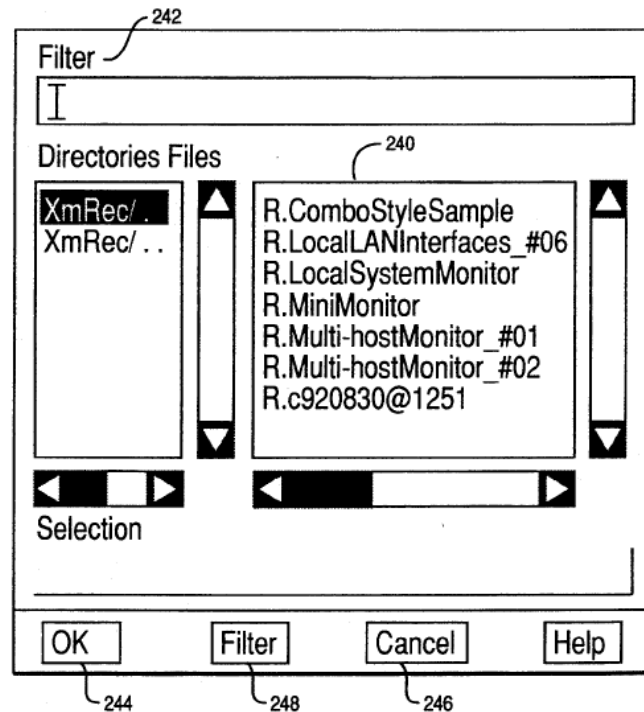 242
Filter
Directories Files
240
XmRec/ .
XmRec/ . .
R.ComboStyleSample
R.LocalLANInterfaces_#06
R.LocalSystemMonitor
R.MiniMonitor
R.Multi-hostMonitor_#01
R.Multi-hostMonitor_#02
R.c920830@1251
Selection
OK Filter Cancel Help
244 248 246